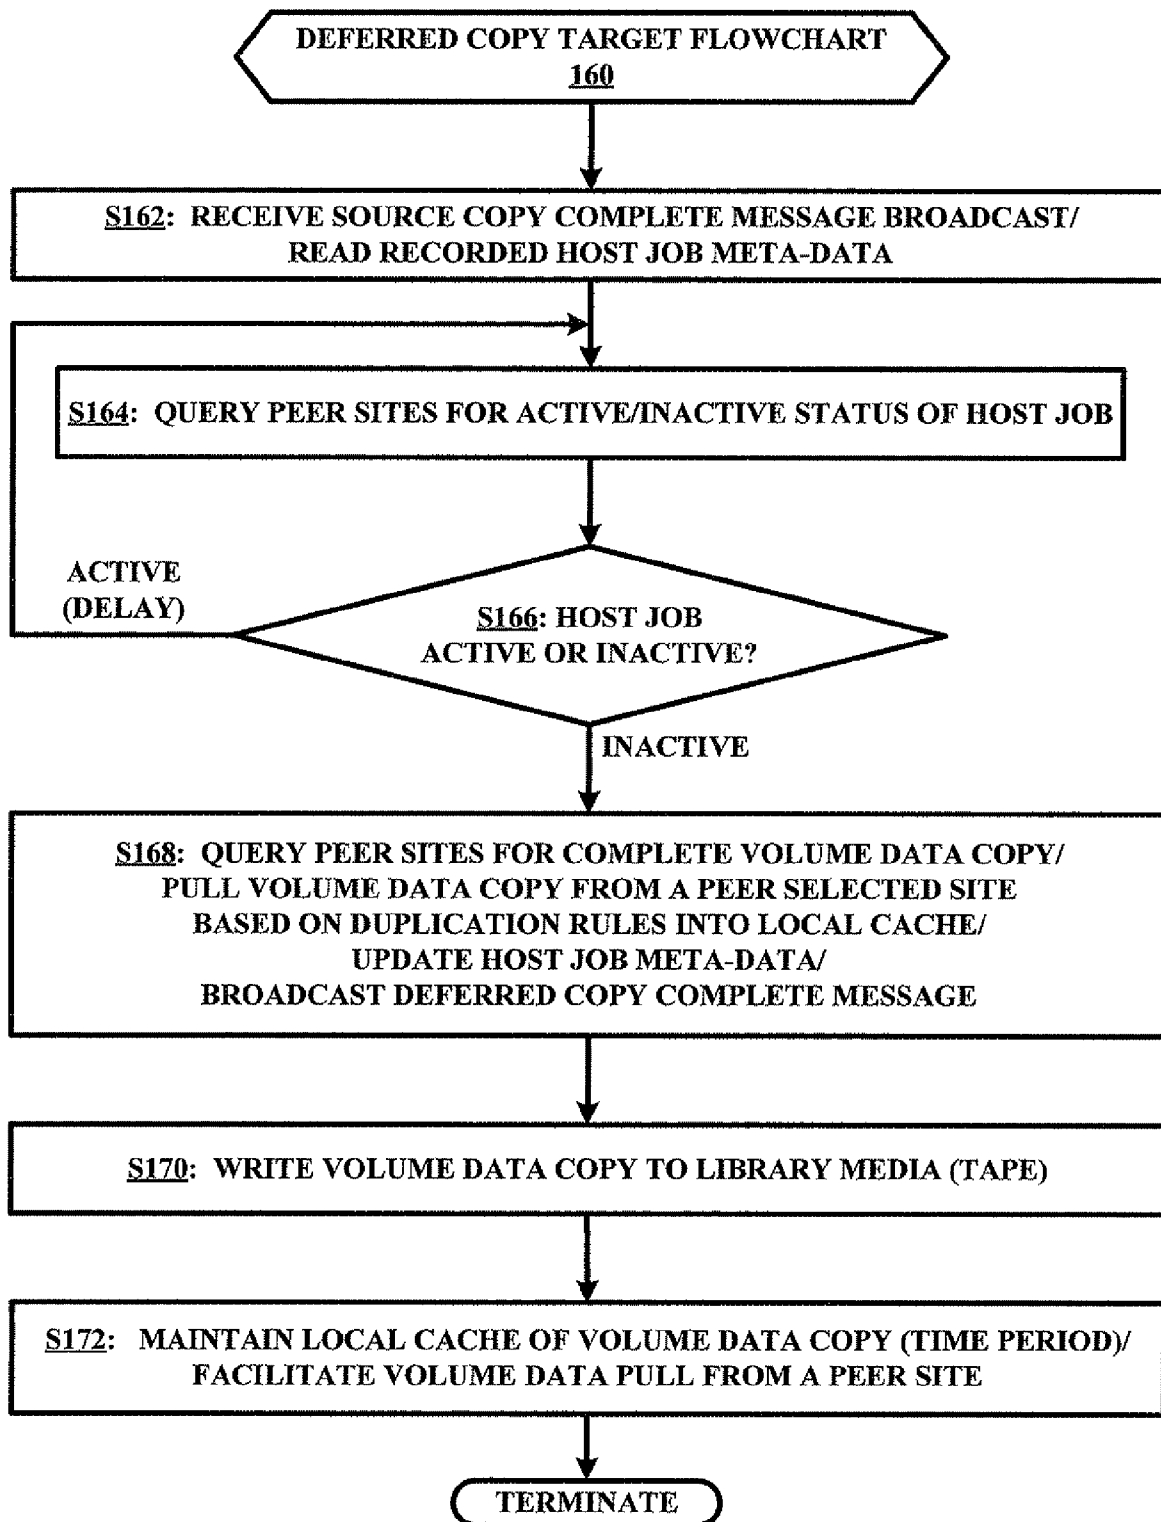 DEFERRED COPY TARGET FLOWCHART
160
S162: RECEIVE SOURCE COPY COMPLETE MESSAGE BROADCAST/
READ RECORDED HOST JOB META-DATA
S164: QUERY PEER SITES FOR ACTIVE/INACTIVE STATUS OF HOST JOB
ACTIVE
(DELAY)
S166: HOST JOB
ACTIVE OR INACTIVE?
INACTIVE
S168: QUERY PEER SITES FOR COMPLETE VOLUME DATA COPY/
PULL VOLUME DATA COPY FROM A PEER SELECTED SITE
BASED ON DUPLICATION RULES INTO LOCAL CACHE/
UPDATE HOST JOB META-DATA/
BROADCAST DEFERRED COPY COMPLETE MESSAGE
S170: WRITE VOLUME DATA COPY TO LIBRARY MEDIA (TAPE)
S172: MAINTAIN LOCAL CACHE OF VOLUME DATA COPY (TIME PERIOD)/
FACILITATE VOLUME DATA PULL FROM A PEER SITE
TERMINATE